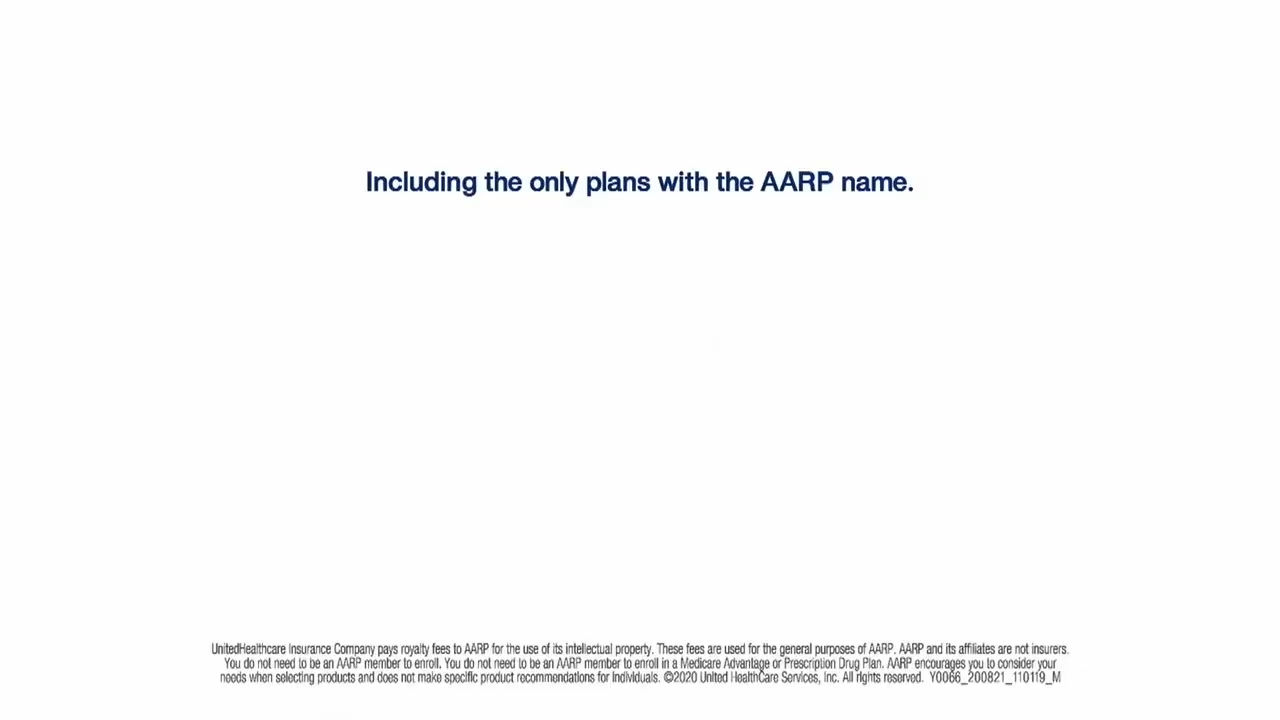 Including the only plans with the AARP name.
UnitedHealthcare Insurance Company pays royalty fees to AARP for the use of its intellectual property. These fees are used for the general purposes of AARP. AARP and its affiliates are not insurers.
You do not need to be an AARP member to enroll. You do not need to be an AARP member to enroll in a Medicare Advantage or Prescription Drug Plan. AARP encourages you to consider your
needs when selecting products and does not make specific product recommendations for individuals. ©2020 United HealthCare Services, Inc. All rights reserved. Y0066_200821_110119_M